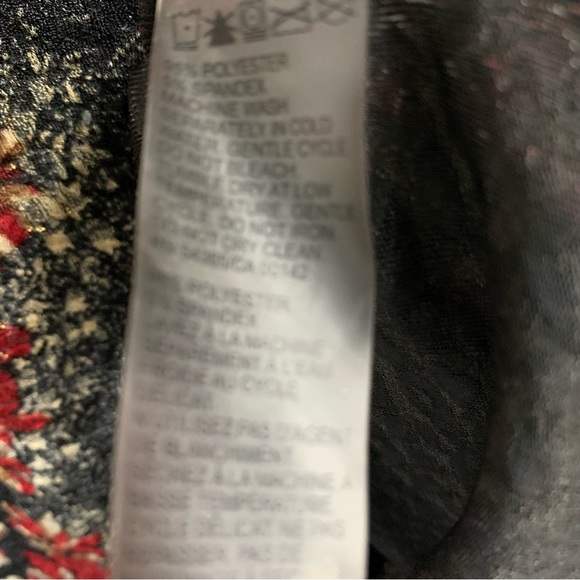 POLYESTER
SPANDEX
MACHINE WASH
SEPARATELY IN COLD
WATER, GENTLE CYCLE
DO NOT BLEACH
TUMBLE DRY AT LOW
TEMPERATURE, GENTLE
CYCLE, DO NOT IRON
DO NOT DRY CLEAN
POLYESTER
SPANDEX
LAVEZ À LA MACHINE
SÉPARÉMENT À L'EAU
FROIDE AU CYCLE
DÉLICAT
N'UTILISEZ PAS D'AGENT
DE BLANCHIMENT
SÉCHEZ À LA MACHINE À
BASSE TEMPÉRATURE
CYCLE DÉLICAT NE PAS
REPASSER, PAS DE